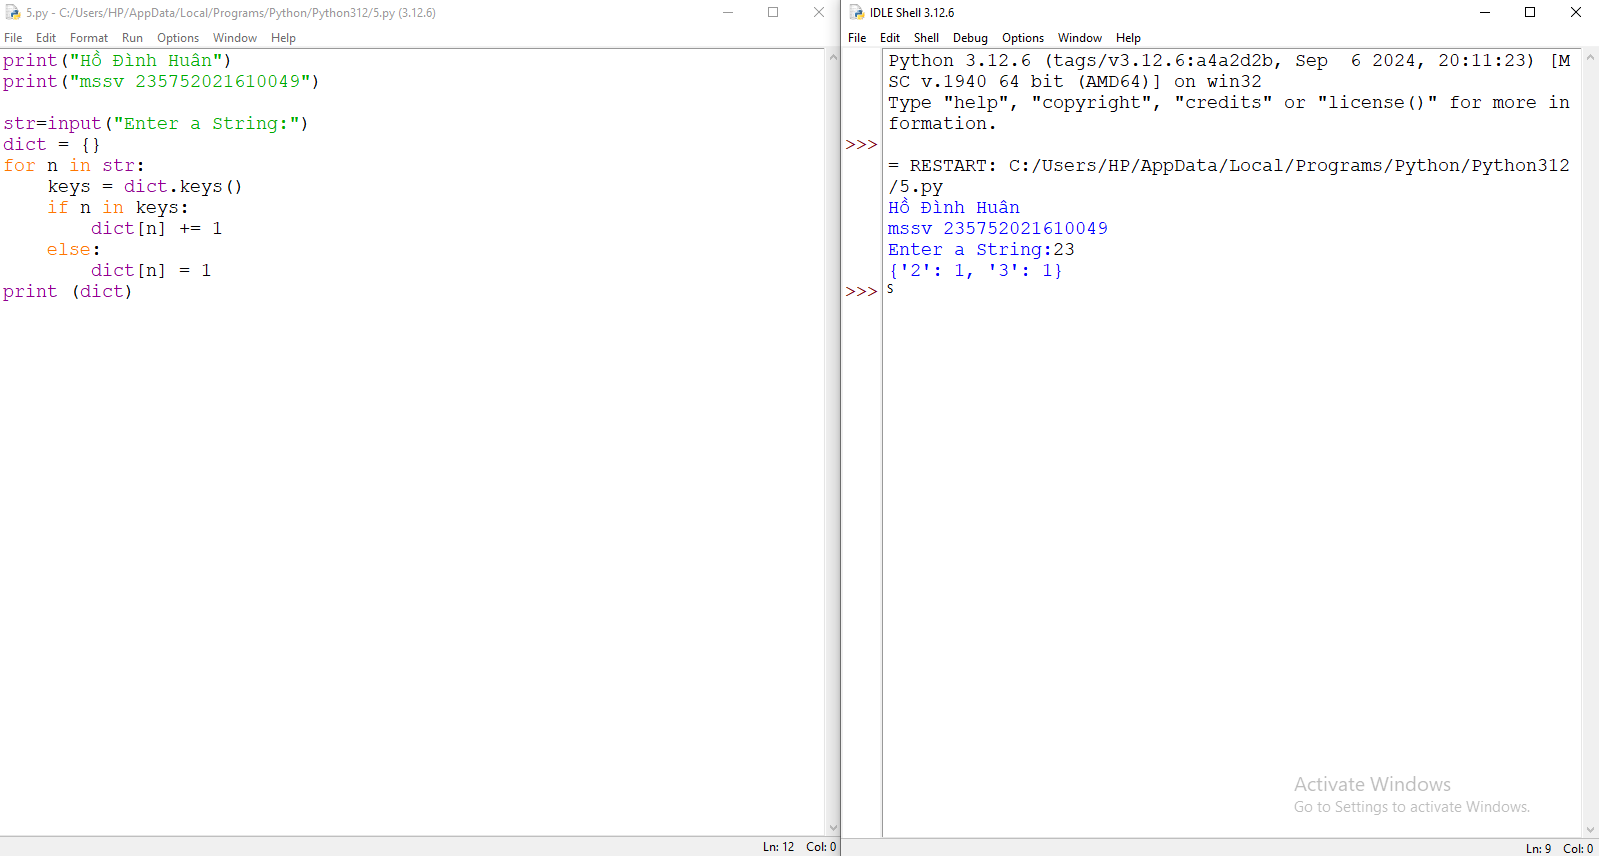 5.py - C:/Users/HP/AppData/Local/Programs/Python/Python312/5.py (3.12.6)
File Edit Format Run Options Window Help
print("Hồ Đình Huân")
print("mssv 235752021610049")
str=input("Enter a String:")
dict = {}
for n in str:
    keys = dict.keys()
    if n in keys:
        dict[n] += 1
    else:
        dict[n] = 1
print (dict)
Ln: 12 Col: 0
IDLE Shell 3.12.6
File Edit Shell Debug Options Window Help
Python 3.12.6 (tags/v3.12.6:a4a2d2b, Sep  6 2024, 20:11:23) [M
SC v.1940 64 bit (AMD64)] on win32
Type "help", "copyright", "credits" or "license()" for more in
formation.
>>>
= RESTART: C:/Users/HP/AppData/Local/Programs/Python/Python312
/5.py
Hồ Đình Huân
mssv 235752021610049
Enter a String:23
{'2': 1, '3': 1}
>>> s
Activate Windows
Go to Settings to activate Windows.
Ln: 9 Col: 0